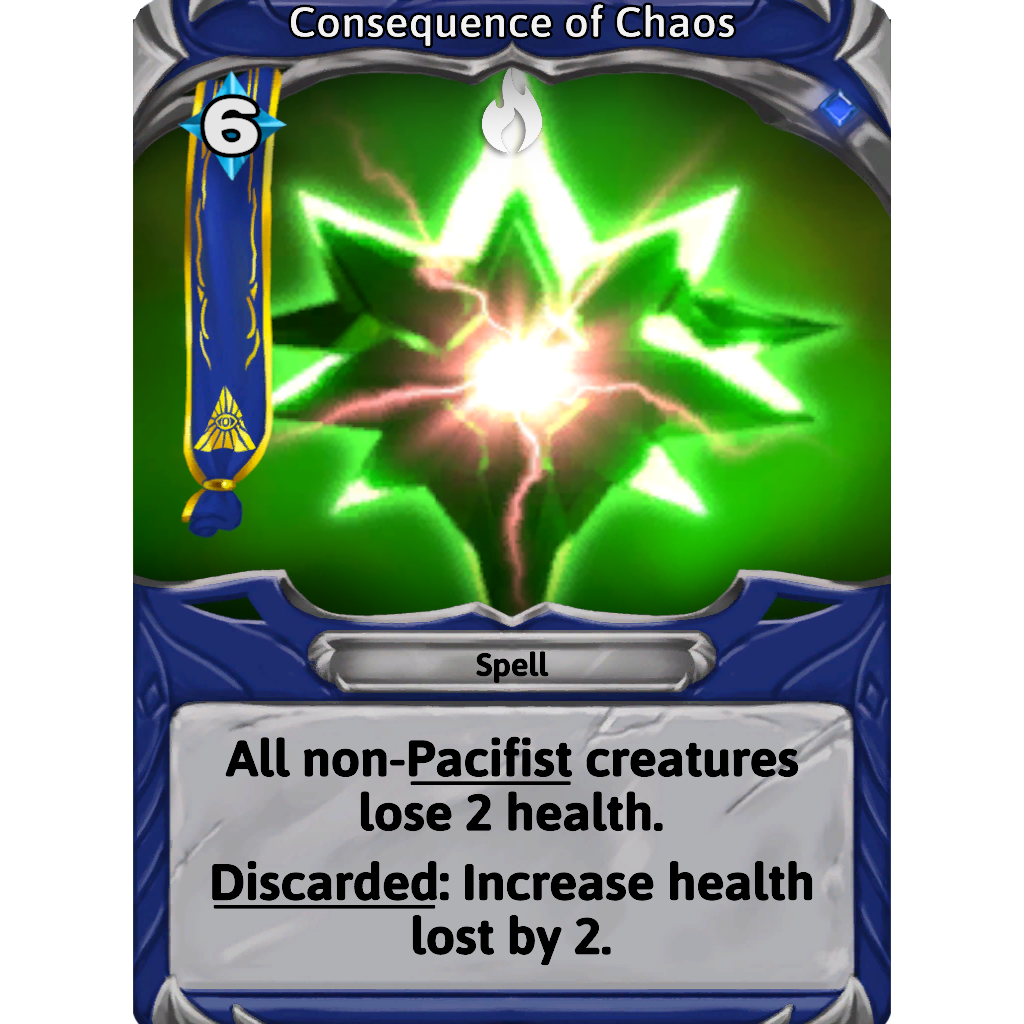 Consequence of Chaos
6
Spell
All non-Pacifist creatures
lose 2 health.
Discarded: Increase health
lost by 2.